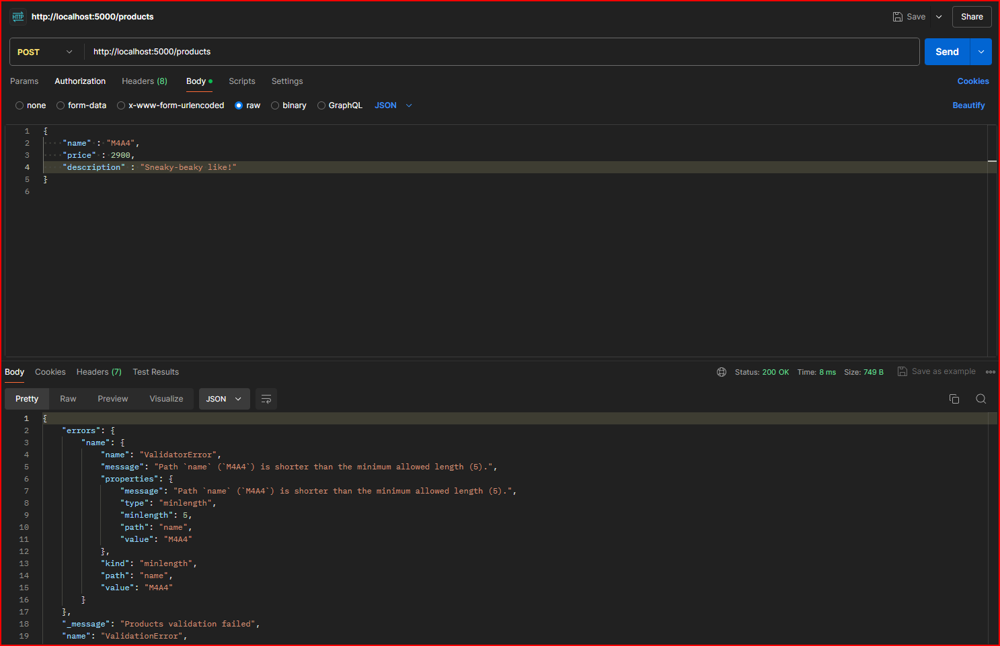 HTTP http://localhost:5000/products Save Share
POST http://localhost:5000/products Send
Params Authorization Headers (8) Body Scripts Settings Cookies
none form-data x-www-form-urlencoded raw binary GraphQL JSON Beautify
1 {
2 "name" : "M4A4",
3 "price" : 2900,
4 "description" : "Sneaky-beaky like!"
5 }
6
Body Cookies Headers (7) Test Results Status: 200 OK Time: 8 ms Size: 749 B Save as example
Pretty Raw Preview Visualize JSON
1 {
2 "errors": {
3 "name": {
4 "name": "ValidatorError",
5 "message": "Path `name` (`M4A4`) is shorter than the minimum allowed length (5).",
6 "properties": {
7 "message": "Path `name` (`M4A4`) is shorter than the minimum allowed length (5).",
8 "type": "minlength",
9 "minlength": 5,
10 "path": "name",
11 "value": "M4A4"
12 },
13 "kind": "minlength",
14 "path": "name",
15 "value": "M4A4"
16 }
17 },
18 "_message": "Products validation failed",
19 "name": "ValidationError",